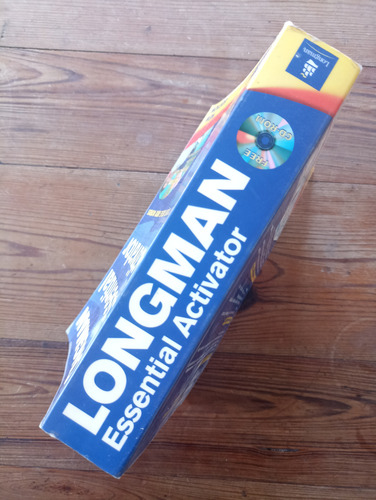 LONGMAN
Essential Activator
FREE
CD-ROM
Longman